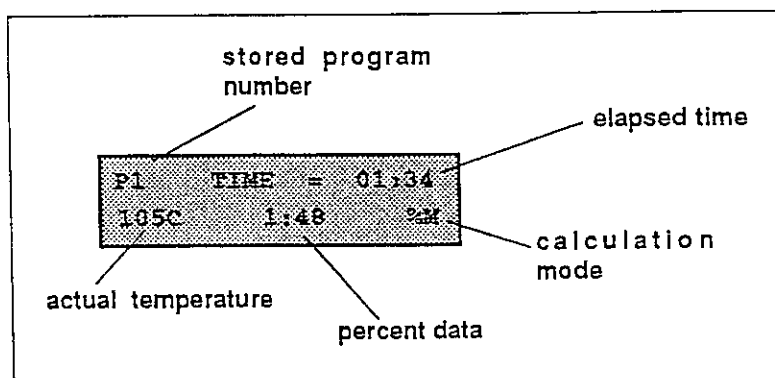 stored program
number
elapsed time
P1 TIME = 01:34
105C 1:48 %M
calculation
mode
actual temperature
percent data